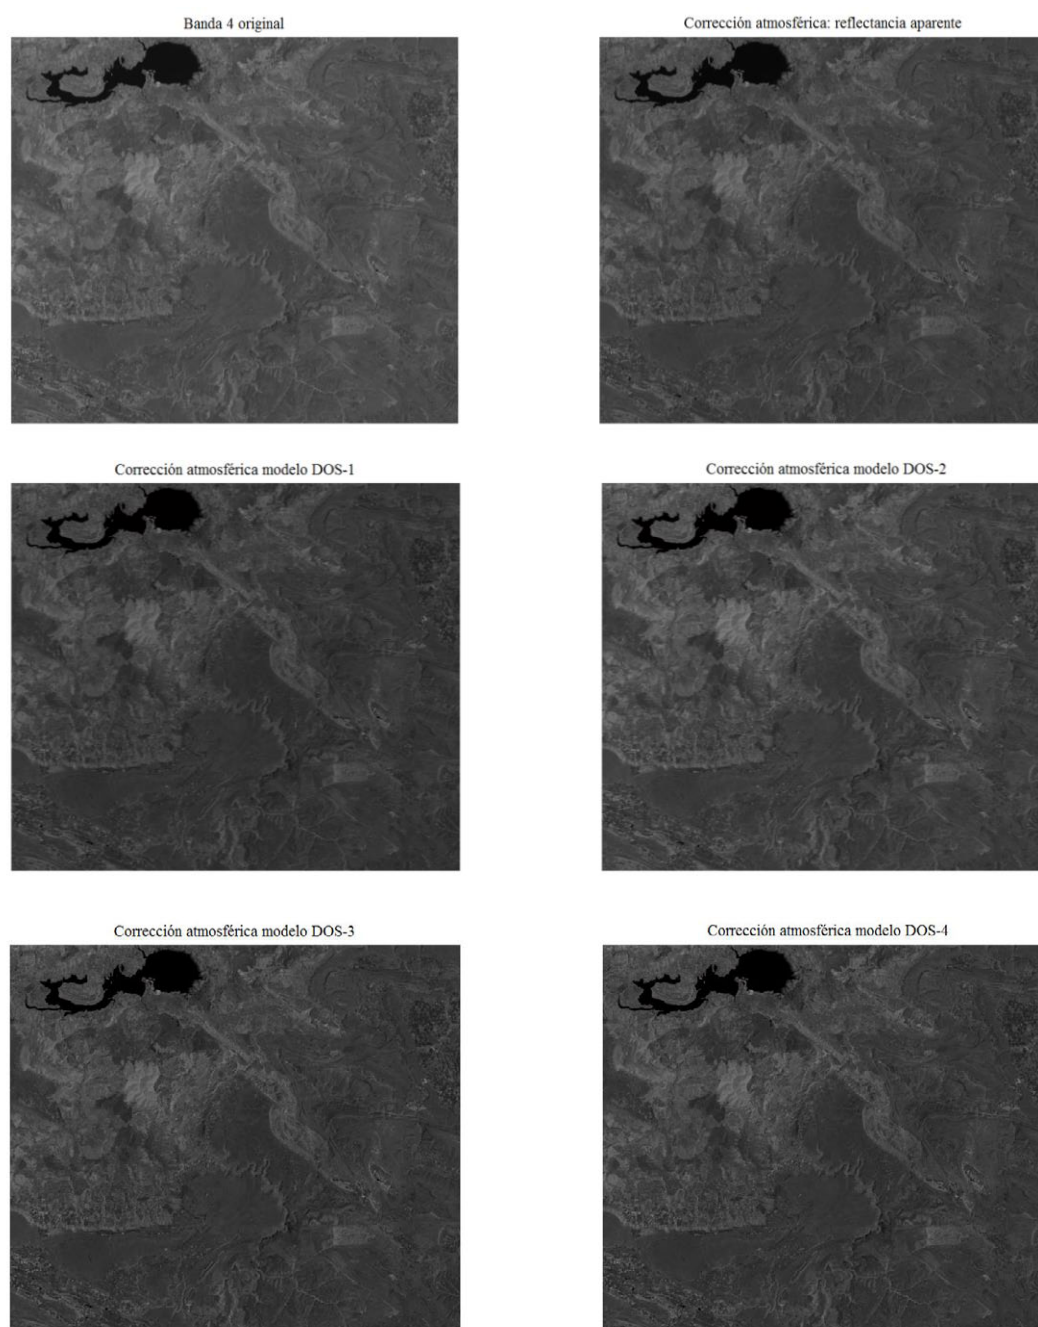 Banda 4 original
Corrección atmosférica: reflectancia aparente
Corrección atmosférica modelo DOS-1
Corrección atmosférica modelo DOS-2
Corrección atmosférica modelo DOS-3
Corrección atmosférica modelo DOS-4